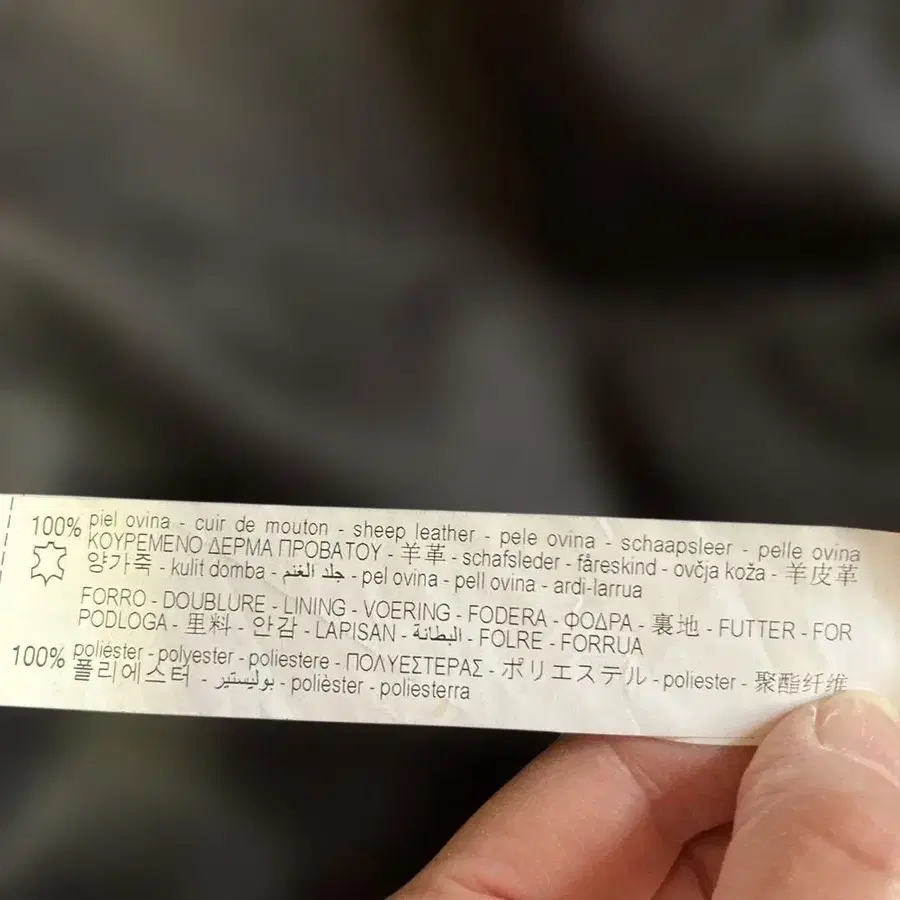 100% piel ovina - cuir de mouton - sheep leather - pele ovina - schaapsleer - pelle ovina
ΚΟΥΡΕΜΕΝΟ ΔΕΡΜΑ ΠΡΟΒΑΤΟΥ - 羊革 - schafsleder - fåreskind - ovčja koža - 羊皮革
양가죽 - kulit domba - جلد الغنم - pel ovina - pell ovina - ardi-larrua
FORRO - DOUBLURE - LINING - VOERING - FODERA - ΦΟΔΡΑ - 裏地 - FUTTER - FOR
PODLOGA - 里料 - 안감 - LAPISAN - البطانة - FOLRE - FORRUA
100% poliéster - polyester - poliestere - ΠΟΛΥΕΣΤΕΡΑΣ - ポリエステル - poliester - 聚酯纤维
폴리에스터 - بوليستير - polièster - poliesterra